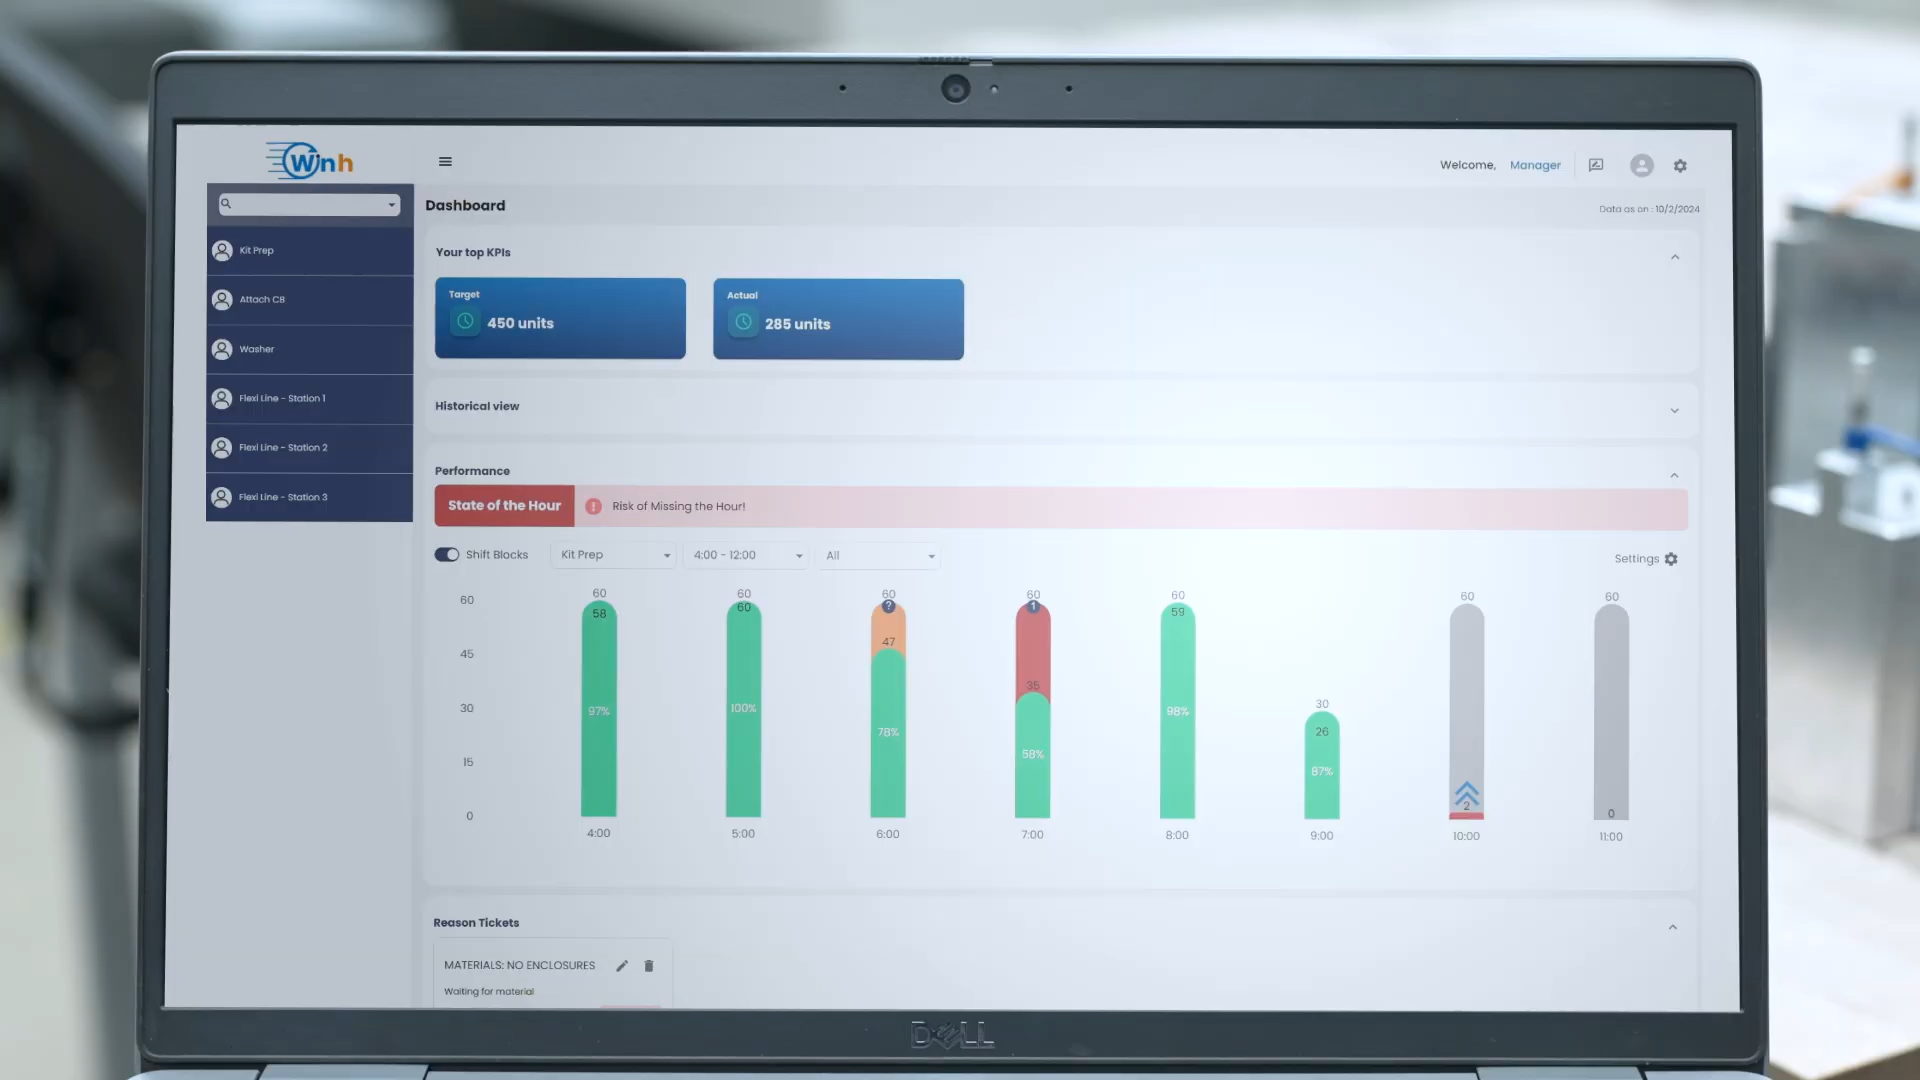 Winh
Welcome, Manager
Dashboard
Data as on : 10/2/2024
Kit Prep
Attach CB
Washer
Flexi Line - Station 1
Flexi Line - Station 2
Flexi Line - Station 3
Your top KPIs
Target
450 units
Actual
285 units
Historical view
Performance
State of the Hour
! Risk of Missing the Hour!
Shift Blocks
Kit Prep
4:00 - 12:00
All
Settings
60
45
30
15
0
60
58
97%
4:00
60
60
100%
5:00
60
?
47
78%
6:00
60
1
35
58%
7:00
60
59
98%
8:00
30
26
87%
9:00
60
2
10:00
60
0
11:00
Reason Tickets
MATERIALS: NO ENCLOSURES
Waiting for material
DELL